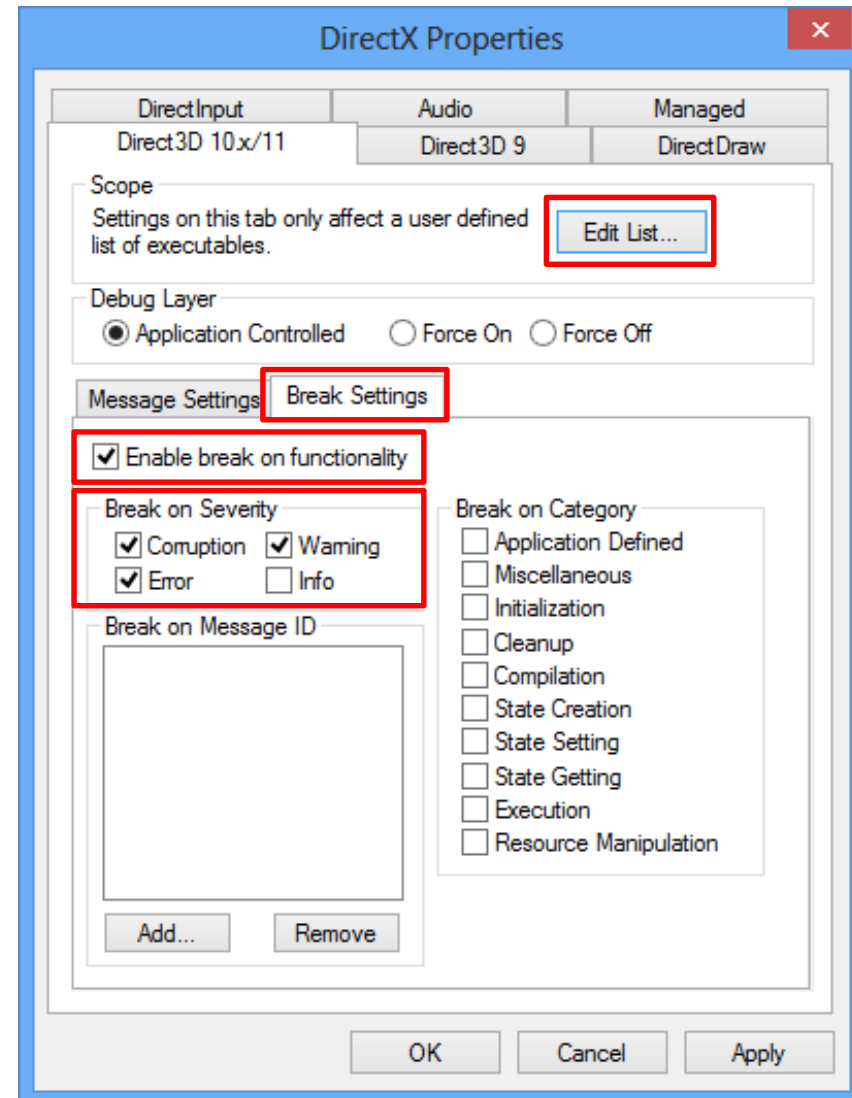 DirectX Properties
DirectInput
Audio
Managed
Direct3D 10.x/11
Direct3D 9
DirectDraw
Scope
Settings on this tab only affect a user defined
list of executables.
Edit List...
Debug Layer
Application Controlled
Force On
Force Off
Message Settings
Break Settings
Enable break on functionality
Break on Severity
Corruption
Warning
Error
Info
Break on Message ID
Add...
Remove
Break on Category
Application Defined
Miscellaneous
Initialization
Cleanup
Compilation
State Creation
State Setting
State Getting
Execution
Resource Manipulation
OK
Cancel
Apply